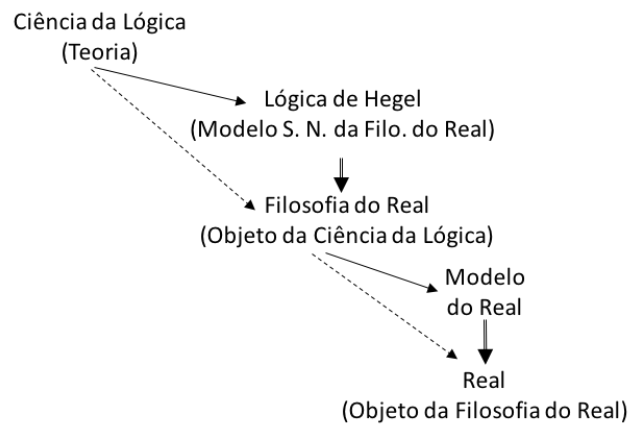 Ciência da Lógica
(Teoria)
Lógica de Hegel
(Modelo S. N. da Filo. do Real)
Filosofia do Real
(Objeto da Ciência da Lógica)
Modelo
do Real
Real
(Objeto da Filosofia do Real)